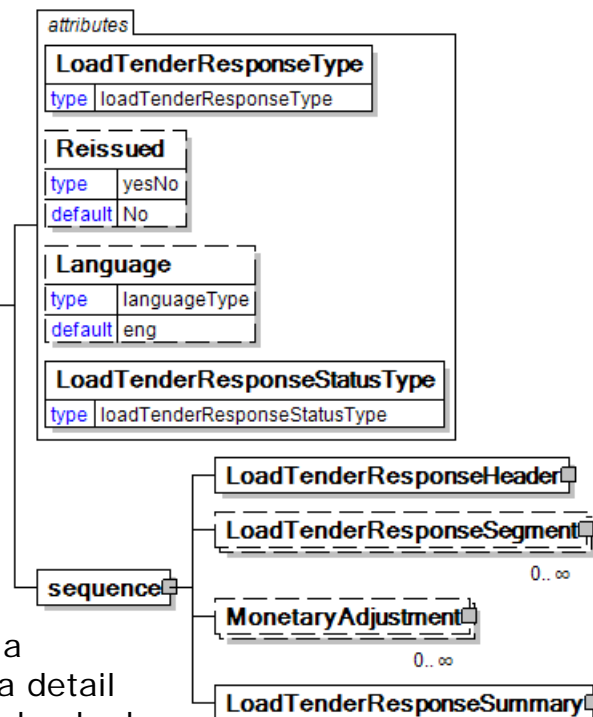 attributes
LoadTenderResponseType
type loadTenderResponseType
Reissued
type yesNo
default No
Language
type languageType
default eng
LoadTenderResponseStatusType
type loadTenderResponseStatusType
LoadTenderResponseHeader
LoadTenderResponseSegment
0.. ∞
sequence
MonetaryAdjustment
0.. ∞
LoadTenderResponseSummary
a
a detail